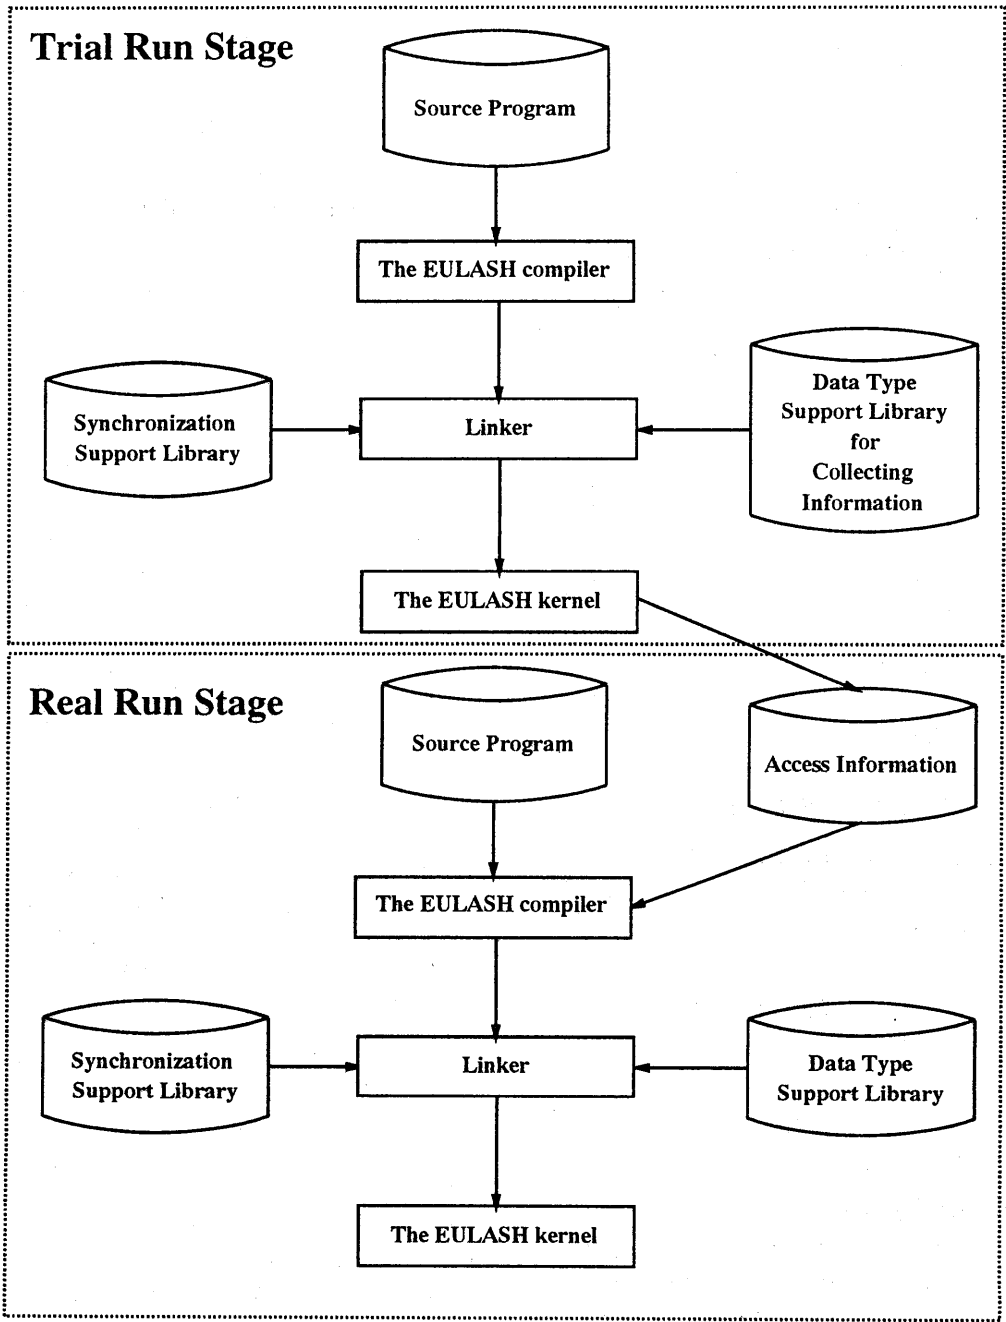 Trial Run Stage
Source Program
The EULASH compiler
Synchronization
Support Library
Linker
Data Type
Support Library
for
Collecting
Information
The EULASH kernel
Real Run Stage
Source Program
Access Information
The EULASH compiler
Synchronization
Support Library
Linker
Data Type
Support Library
The EULASH kernel